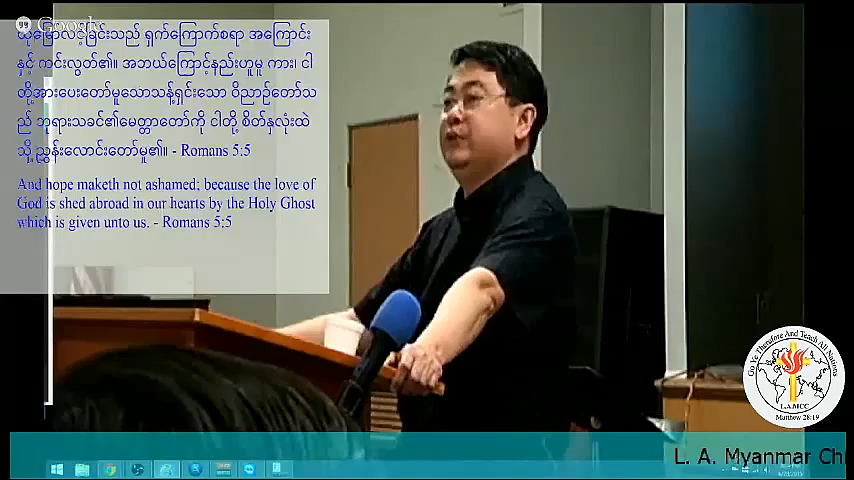 Google
ထိုမြော်လင့်ခြင်းသည် ရှက်ကြောက်စရာ အကြောင်း
နှင့် ကင်းလွတ်၏။ အဘယ်ကြောင့်နည်းဟူမူ ကား၊ ငါ
တို့အားပေးတော်မူသောသန့်ရှင်းသော ဝိညာဉ်တော်သ
ည် ဘုရားသခင်၏မေတ္တာတော်ကို ငါတို့ စိတ်နှလုံးထဲ
သို့ ညွှန်းလောင်းတော်မူ၏။ - Romans 5:5
And hope maketh not ashamed; because the love of
God is shed abroad in our hearts by the Holy Ghost
which is given unto us. - Romans 5:5
Go Ye Therefore And Teach All Nations
L.A.MCC
Matthew 28:19
L. A. Myanmar Chr